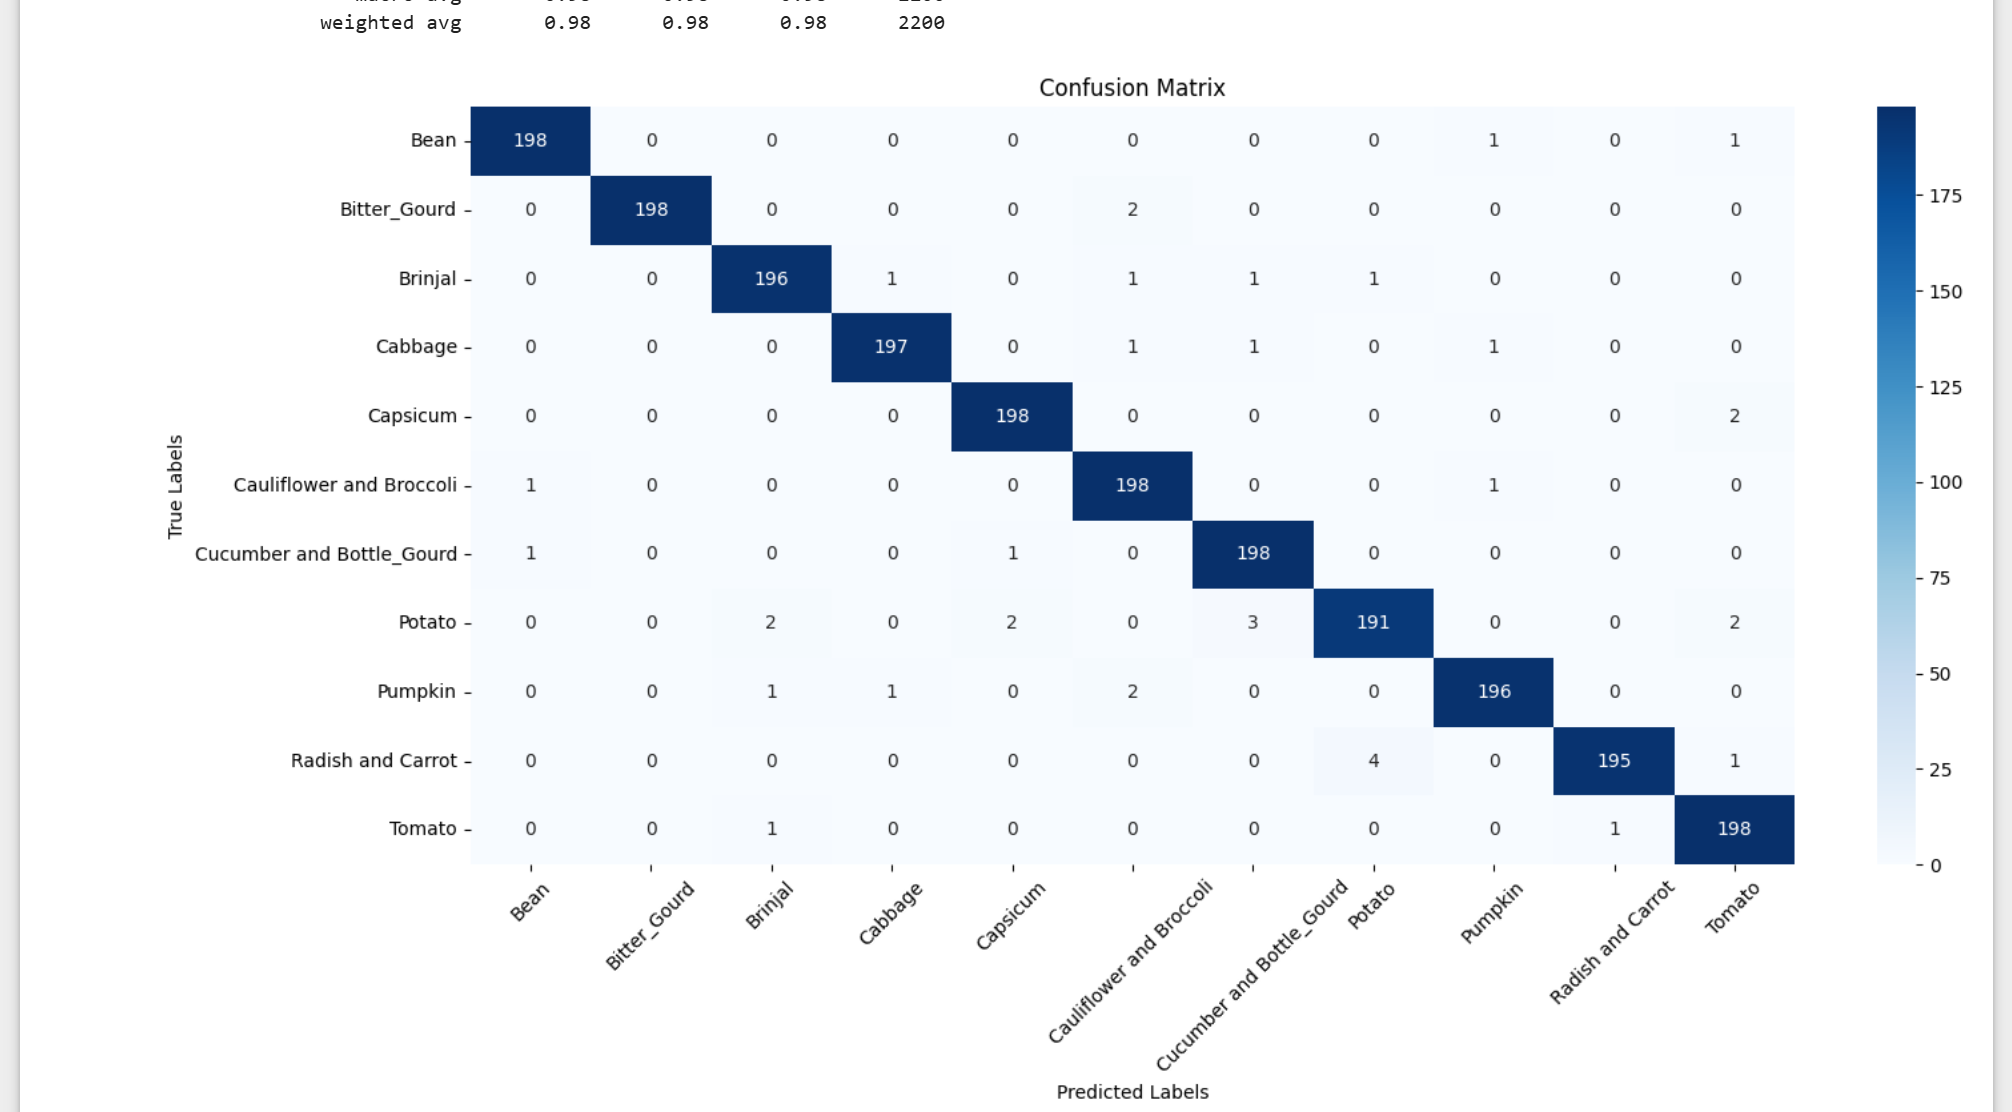 weighted avg 0.98 0.98 0.98 2200
Confusion Matrix
Bean 198 0 0 0 0 0 0 0 1 0 1
Bitter_Gourd 0 198 0 0 0 2 0 0 0 0 0
Brinjal 0 0 196 1 0 1 1 1 0 0 0
Cabbage 0 0 0 197 0 1 1 0 1 0 0
Capsicum 0 0 0 0 198 0 0 0 0 0 2
Cauliflower and Broccoli 1 0 0 0 0 198 0 0 1 0 0
Cucumber and Bottle_Gourd 1 0 0 0 1 0 198 0 0 0 0
Potato 0 0 2 0 2 0 3 191 0 0 2
Pumpkin 0 0 1 1 0 2 0 0 196 0 0
Radish and Carrot 0 0 0 0 0 0 0 4 0 195 1
Tomato 0 0 1 0 0 0 0 0 0 1 198
True Labels
Bean
Bitter_Gourd
Brinjal
Cabbage
Capsicum
Cauliflower and Broccoli
Cucumber and Bottle_Gourd
Potato
Pumpkin
Radish and Carrot
Tomato
Predicted Labels
175
150
125
100
75
50
25
0